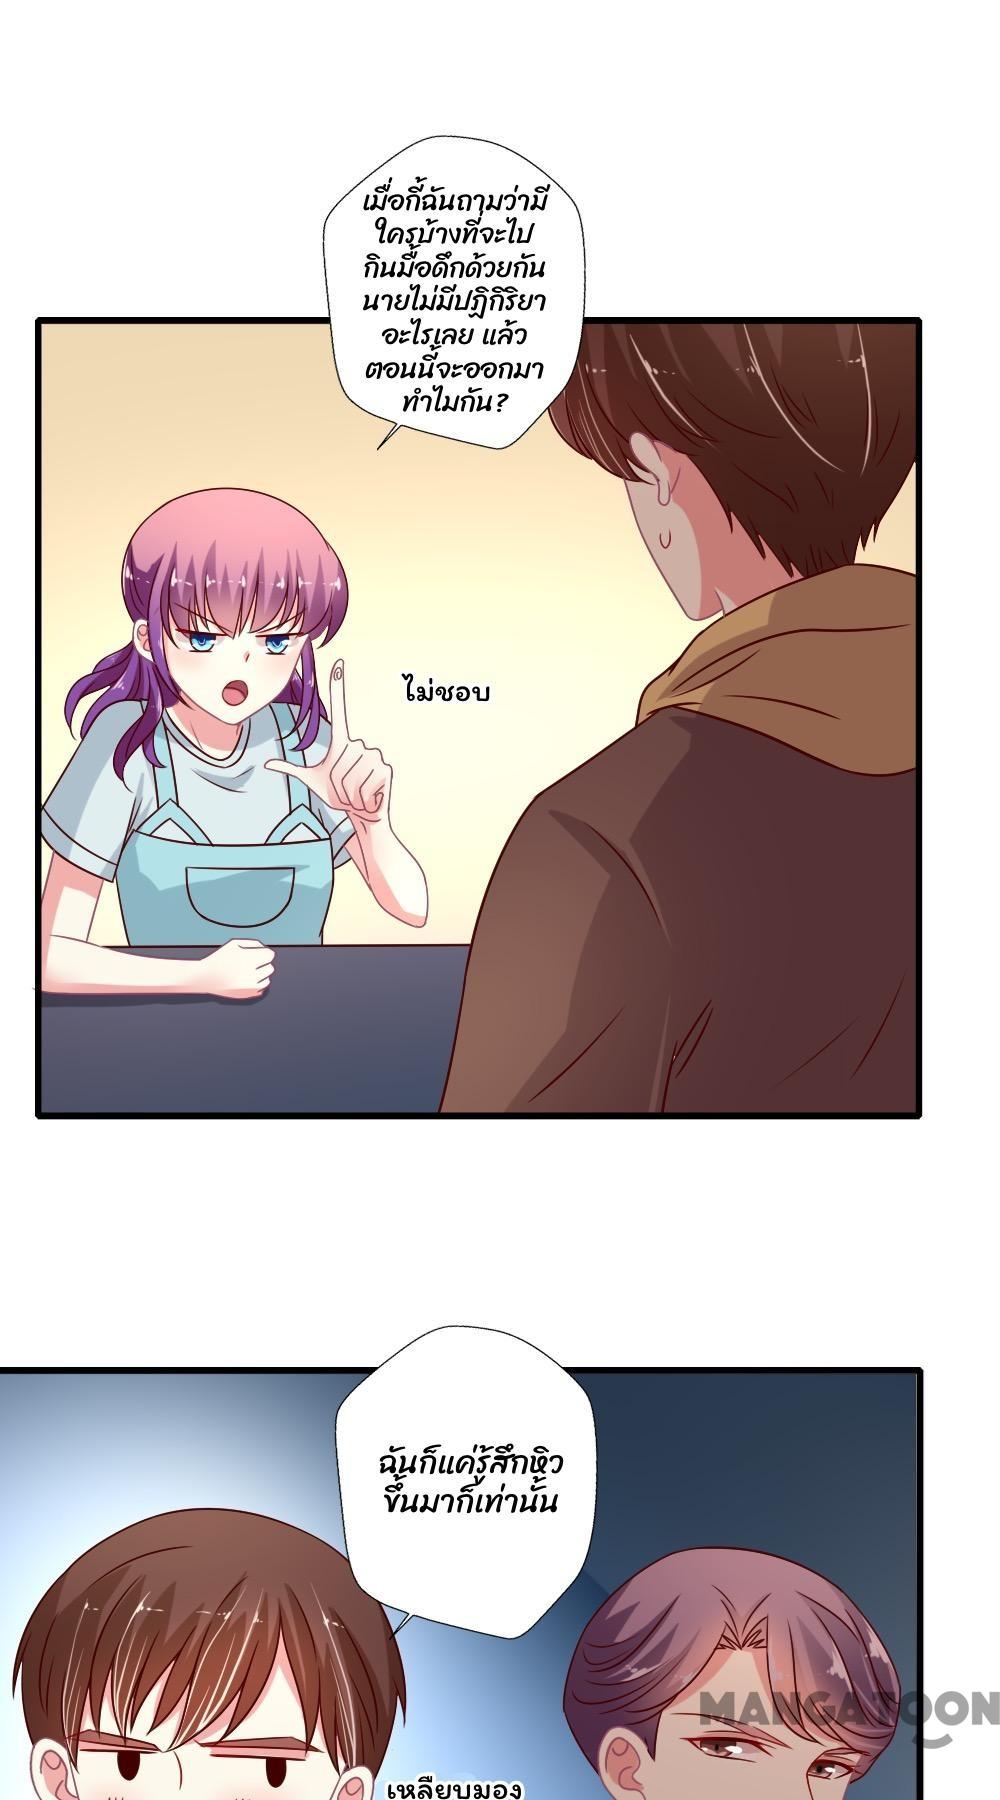 เมื่อกี้ฉันถามว่ามี
ใครบ้างที่จะไป
กินมื้อดึกด้วยกัน
นายไม่มีปฏิกิริยา
อะไรเลย แล้ว
ตอนนี้จะออกมา
ทำไมกัน?
ไม่ชอบ
ฉันก็แค่รู้สึกหิว
ขึ้นมาก็เท่านั้น
MANGATOON
เหลียบมอง